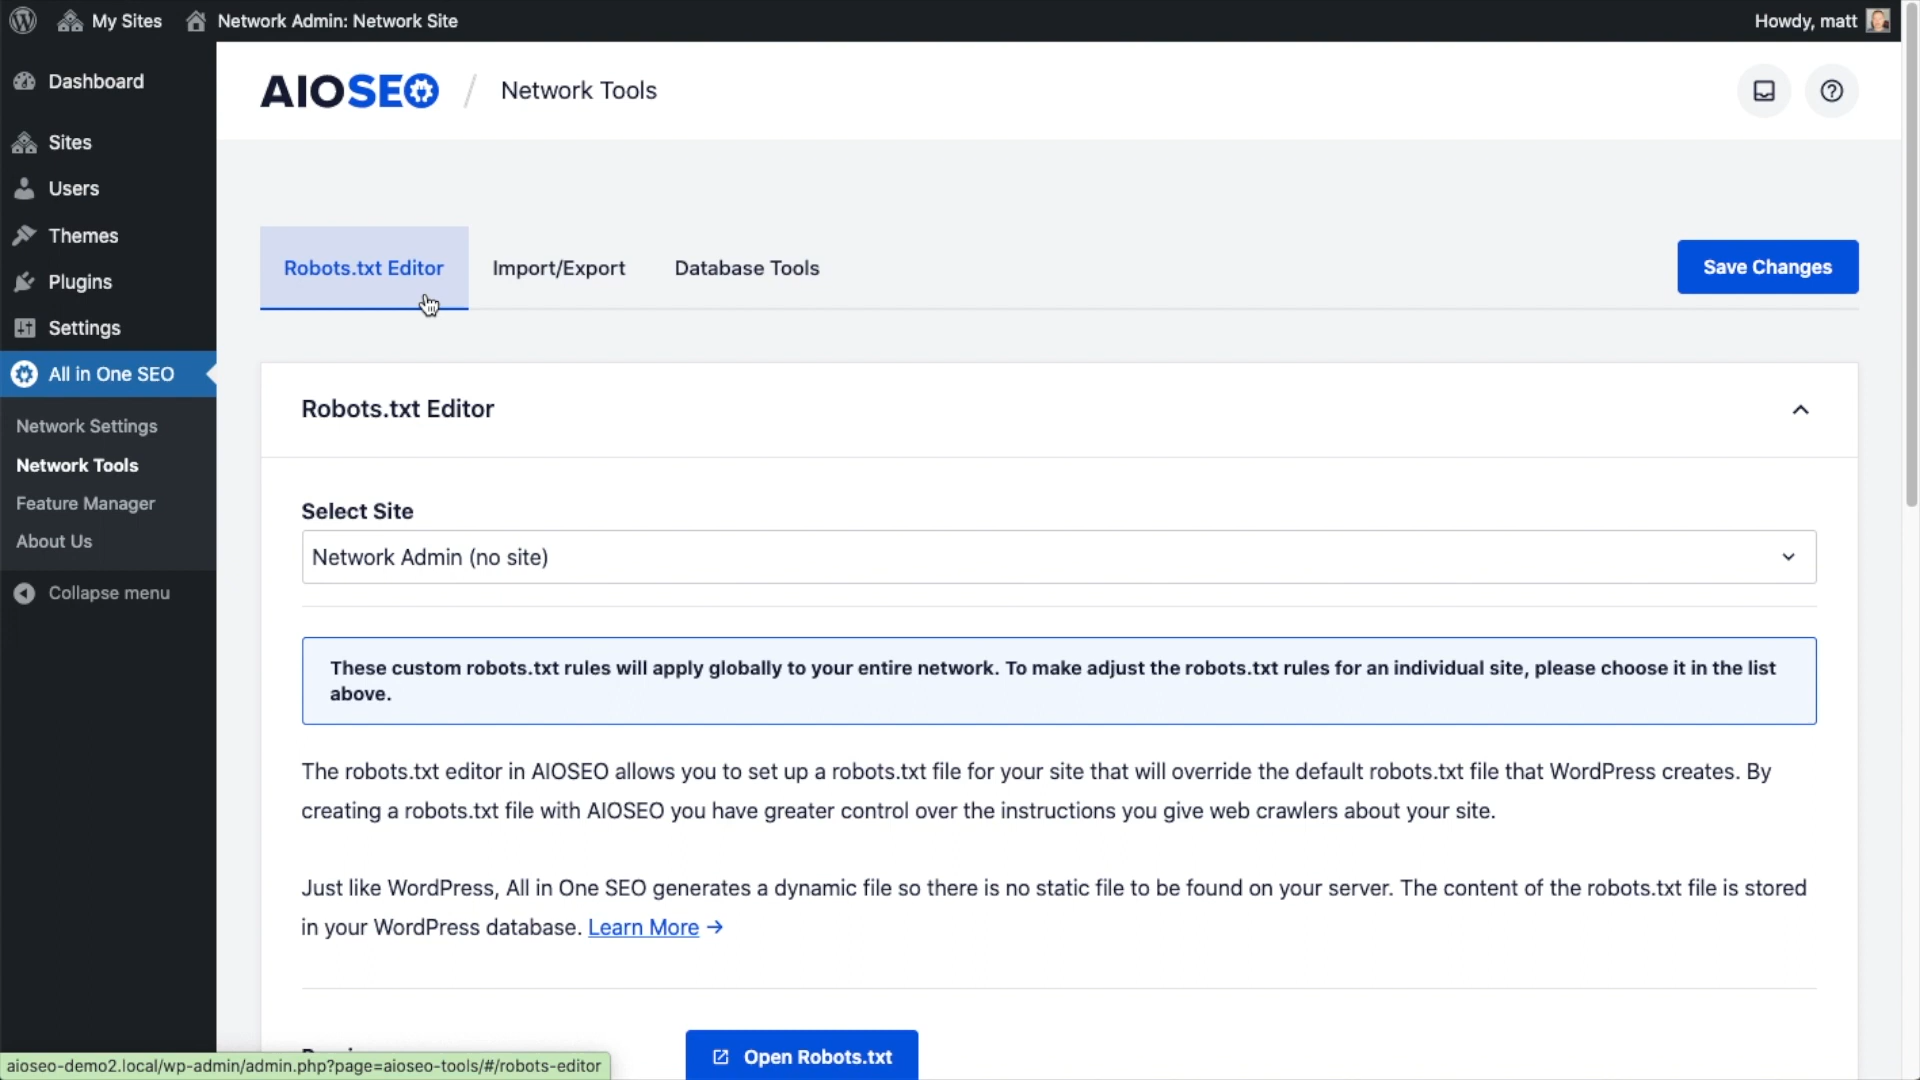 My Sites
Network Admin: Network Site
Howdy, matt
Dashboard
Sites
Users
Themes
Plugins
Settings
All in One SEO
Network Settings
Network Tools
Feature Manager
About Us
Collapse menu
AIOSEO / Network Tools
Robots.txt Editor
Import/Export
Database Tools
Save Changes
Robots.txt Editor
Select Site
Network Admin (no site)
These custom robots.txt rules will apply globally to your entire network. To make adjust the robots.txt rules for an individual site, please choose it in the list
above.
The robots.txt editor in AIOSEO allows you to set up a robots.txt file for your site that will override the default robots.txt file that WordPress creates. By
creating a robots.txt file with AIOSEO you have greater control over the instructions you give web crawlers about your site.
Just like WordPress, All in One SEO generates a dynamic file so there is no static file to be found on your server. The content of the robots.txt file is stored
in your WordPress database. Learn More →
Open Robots.txt
aioseo-demo2.local/wp-admin/admin.php?page=aioseo-tools/#/robots-editor